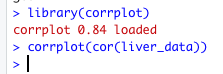 > library(corrplot)
corrplot 0.84 loaded
> corrplot(cor(liver_data))
>